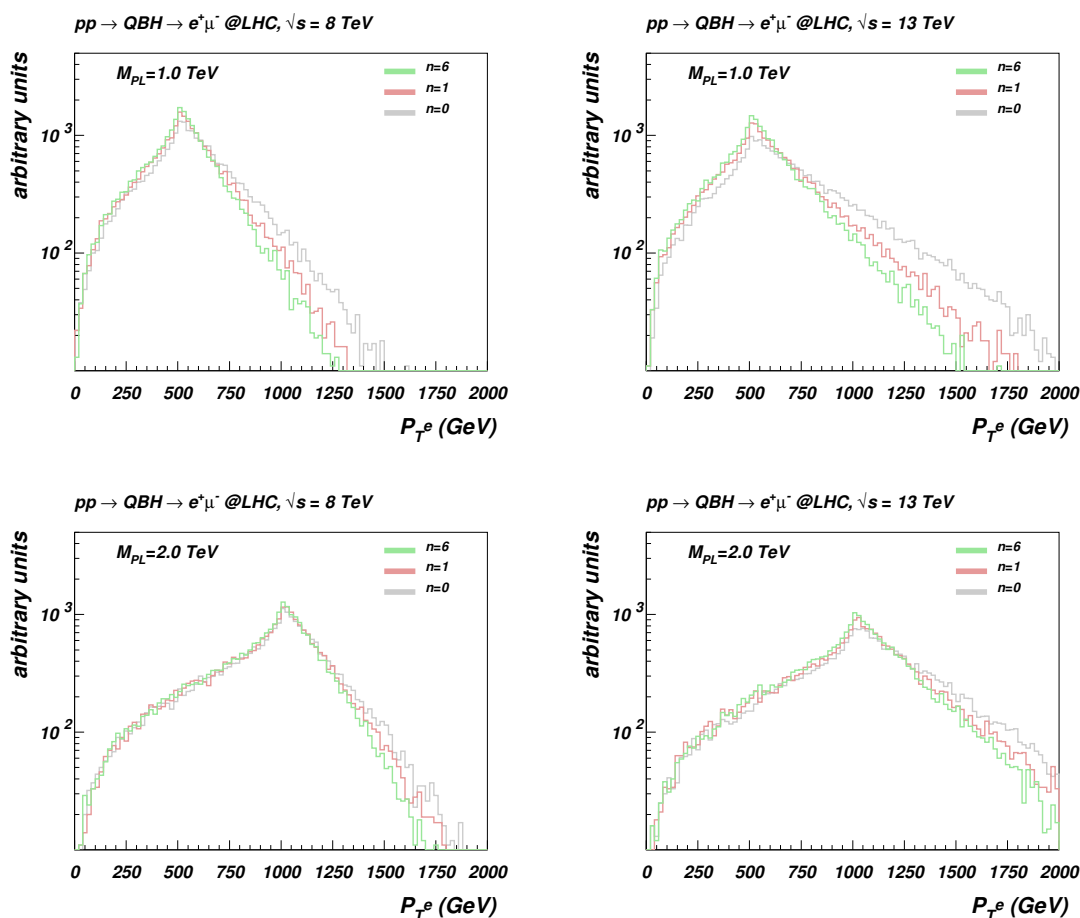 pp → QBH → e⁺μ⁻ @LHC, √s = 8 TeV
M_PL=1.0 TeV
n=6
n=1
n=0
arbitrary units
10³
10²
0 250 500 750 1000 1250 1500 1750 2000
P_T^e (GeV)
pp → QBH → e⁺μ⁻ @LHC, √s = 13 TeV
M_PL=1.0 TeV
n=6
n=1
n=0
arbitrary units
10³
10²
0 250 500 750 1000 1250 1500 1750 2000
P_T^e (GeV)
pp → QBH → e⁺μ⁻ @LHC, √s = 8 TeV
M_PL=2.0 TeV
n=6
n=1
n=0
arbitrary units
10³
10²
0 250 500 750 1000 1250 1500 1750 2000
P_T^e (GeV)
pp → QBH → e⁺μ⁻ @LHC, √s = 13 TeV
M_PL=2.0 TeV
n=6
n=1
n=0
arbitrary units
10³
10²
0 250 500 750 1000 1250 1500 1750 2000
P_T^e (GeV)